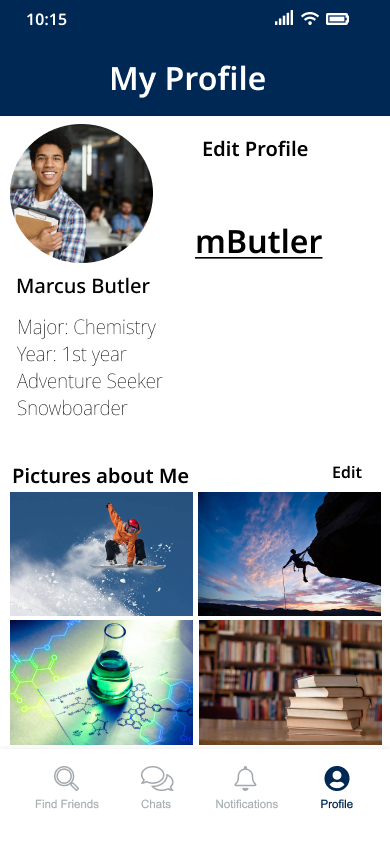 10:15
My Profile
Edit Profile
mButler
Marcus Butler
Major: Chemistry
Year: 1st year
Adventure Seeker
Snowboarder
Pictures about Me
Edit
Find Friends
Chats
Notifications
Profile